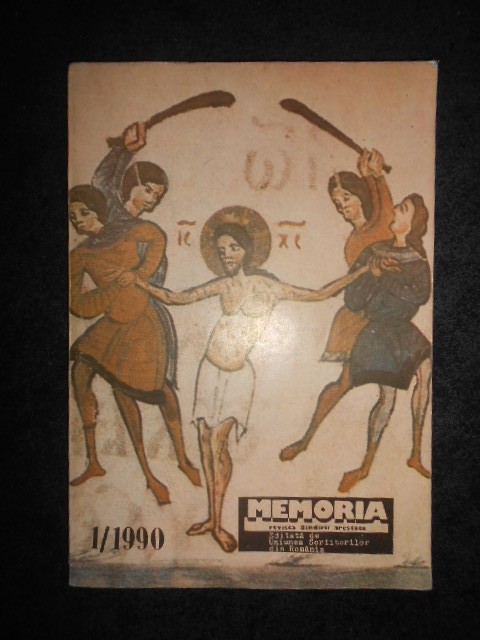 IC XC
MEMORIA
revista gîndirii arestate
Editată de
Uniunea Scriitorilor
din România
1/1990